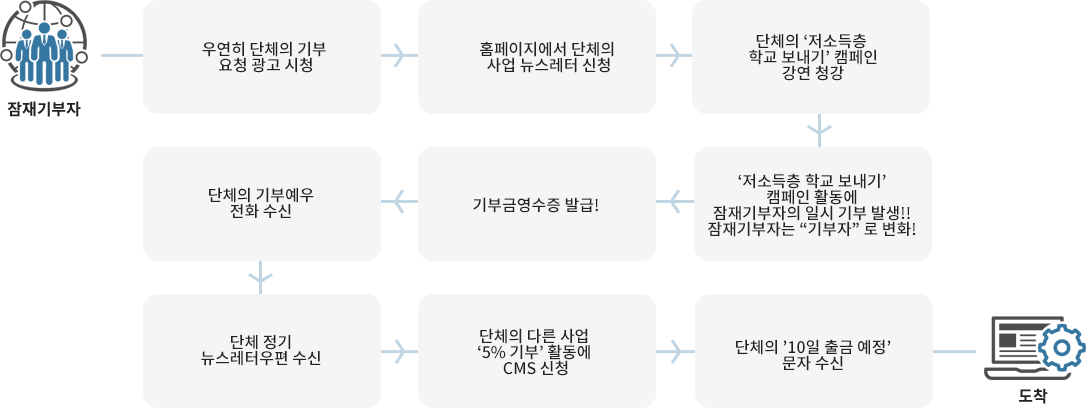 잠재기부자
우연히 단체의 기부
요청 광고 시청
홈페이지에서 단체의
사업 뉴스레터 신청
단체의 ‘저소득층
학교 보내기’ 캠페인
강연 청강
‘저소득층 학교 보내기’
캠페인 활동에
잠재기부자의 일시 기부 발생!!
잠재기부자는 “기부자” 로 변화!
기부금영수증 발급!
단체의 기부예우
전화 수신
단체 정기
뉴스레터우편 수신
단체의 다른 사업
‘5% 기부’ 활동에
CMS 신청
단체의 ’10일 출금 예정’
문자 수신
도착